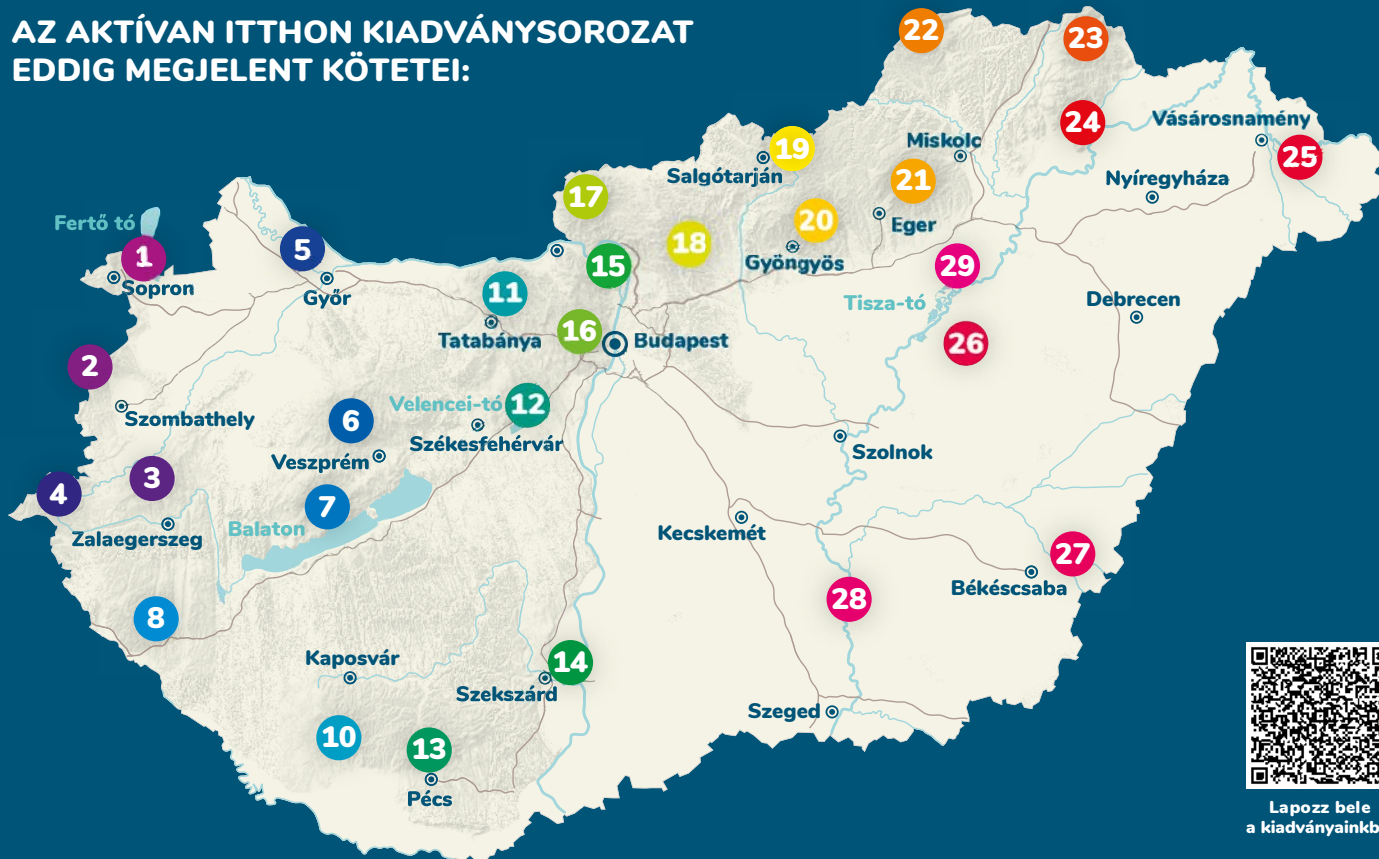 AZ AKTÍVAN ITTHON KIADVÁNYSOROZAT
EDDIG MEGJELENT KÖTETEI:
22
23
24
Vásárosnamény
25
19
Salgótarján
Miskolc
21
Nyíregyháza
17
20
Eger
Gyöngyös
18
Fertő tó
1
Sopron
5
Győr
15
29
Tisza-tó
Debrecen
11
Tatabánya
16
Budapest
26
2
Szombathely
Velencei-tó
12
Székesfehérvár
6
Veszprém
Szolnok
3
4
7
Balaton
Zalaegerszeg
Kecskemét
27
Békéscsaba
28
8
Kaposvár
14
Szekszárd
Szeged
10
13
Pécs
Lapozz bele
a